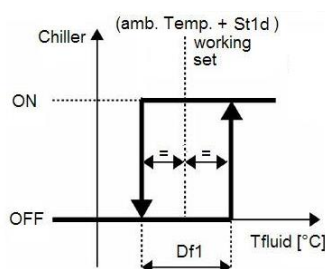 (amb. Temp. + St1d )
Chiller
working
set
ON
= =
OFF
Tfluid [°C]
Df1